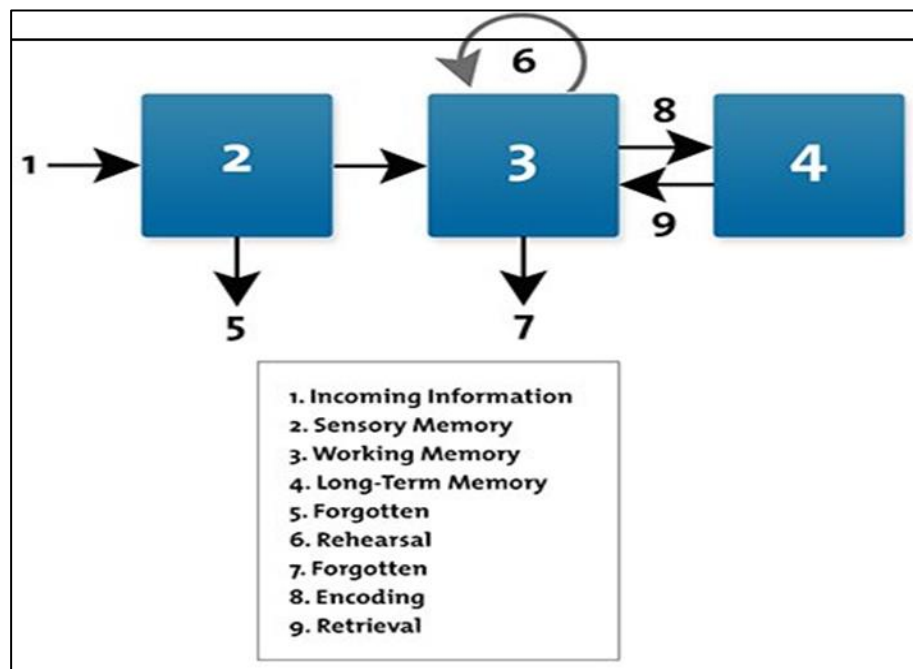 6
1
2
3
8
4
9
5
7
1. Incoming Information
2. Sensory Memory
3. Working Memory
4. Long-Term Memory
5. Forgotten
6. Rehearsal
7. Forgotten
8. Encoding
9. Retrieval